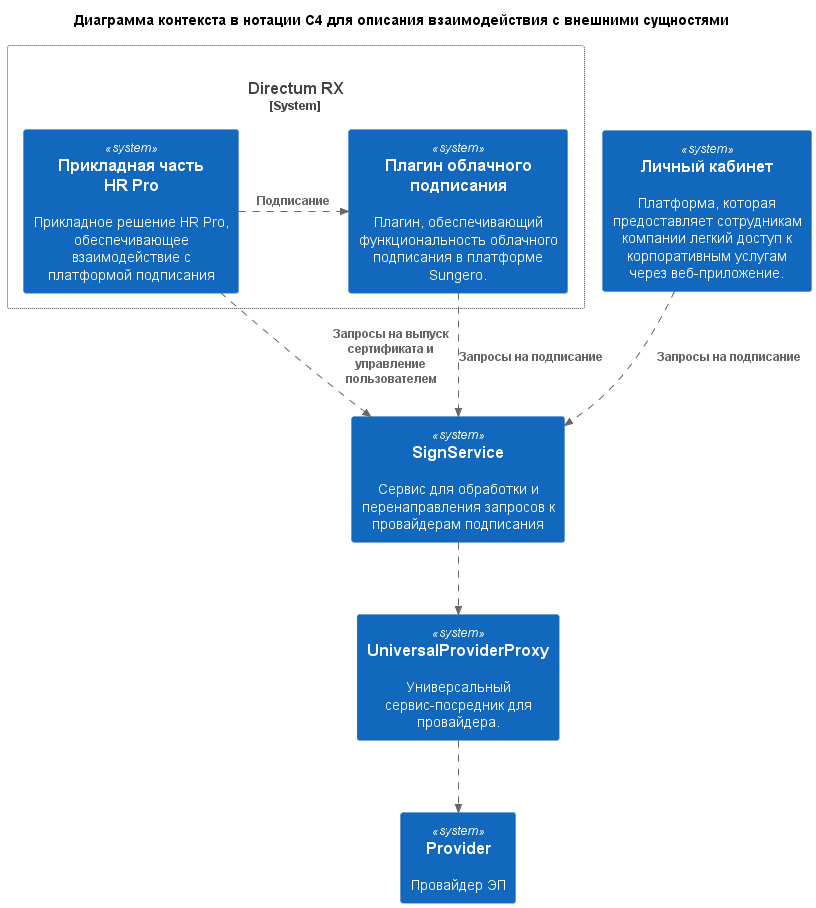 Диаграмма контекста в нотации C4 для описания взаимодействия с внешними сущностями
Directum RX
[System]
«system»
Прикладная часть
HR Pro
Прикладное решение HR Pro,
обеспечивающее
взаимодействие с
платформой подписания
Подписание
«system»
Плагин облачного
подписания
Плагин, обеспечивающий
функциональность облачного
подписания в платформе
Sungero.
«system»
Личный кабинет
Платформа, которая
предоставляет сотрудникам
компании легкий доступ к
корпоративным услугам
через веб-приложение.
Запросы на выпуск
сертификата и
управление
пользователем
Запросы на подписание
Запросы на подписание
«system»
SignService
Сервис для обработки и
перенаправления запросов к
провайдерам подписания
«system»
UniversalProviderProxy
Универсальный
сервис-посредник для
провайдера.
«system»
Provider
Провайдер ЭП